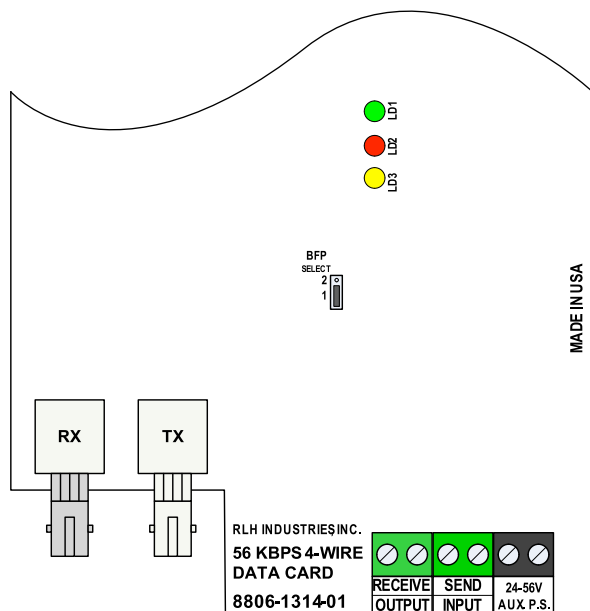 LD1
LD2
LD3
BFP
SELECT
2
1
MADE IN USA
RX
TX
RLH INDUSTRIES INC.
56 KBPS 4-WIRE
DATA CARD
8806-1314-01
RECEIVE
OUTPUT
SEND
INPUT
24-56V
AUX. P.S.